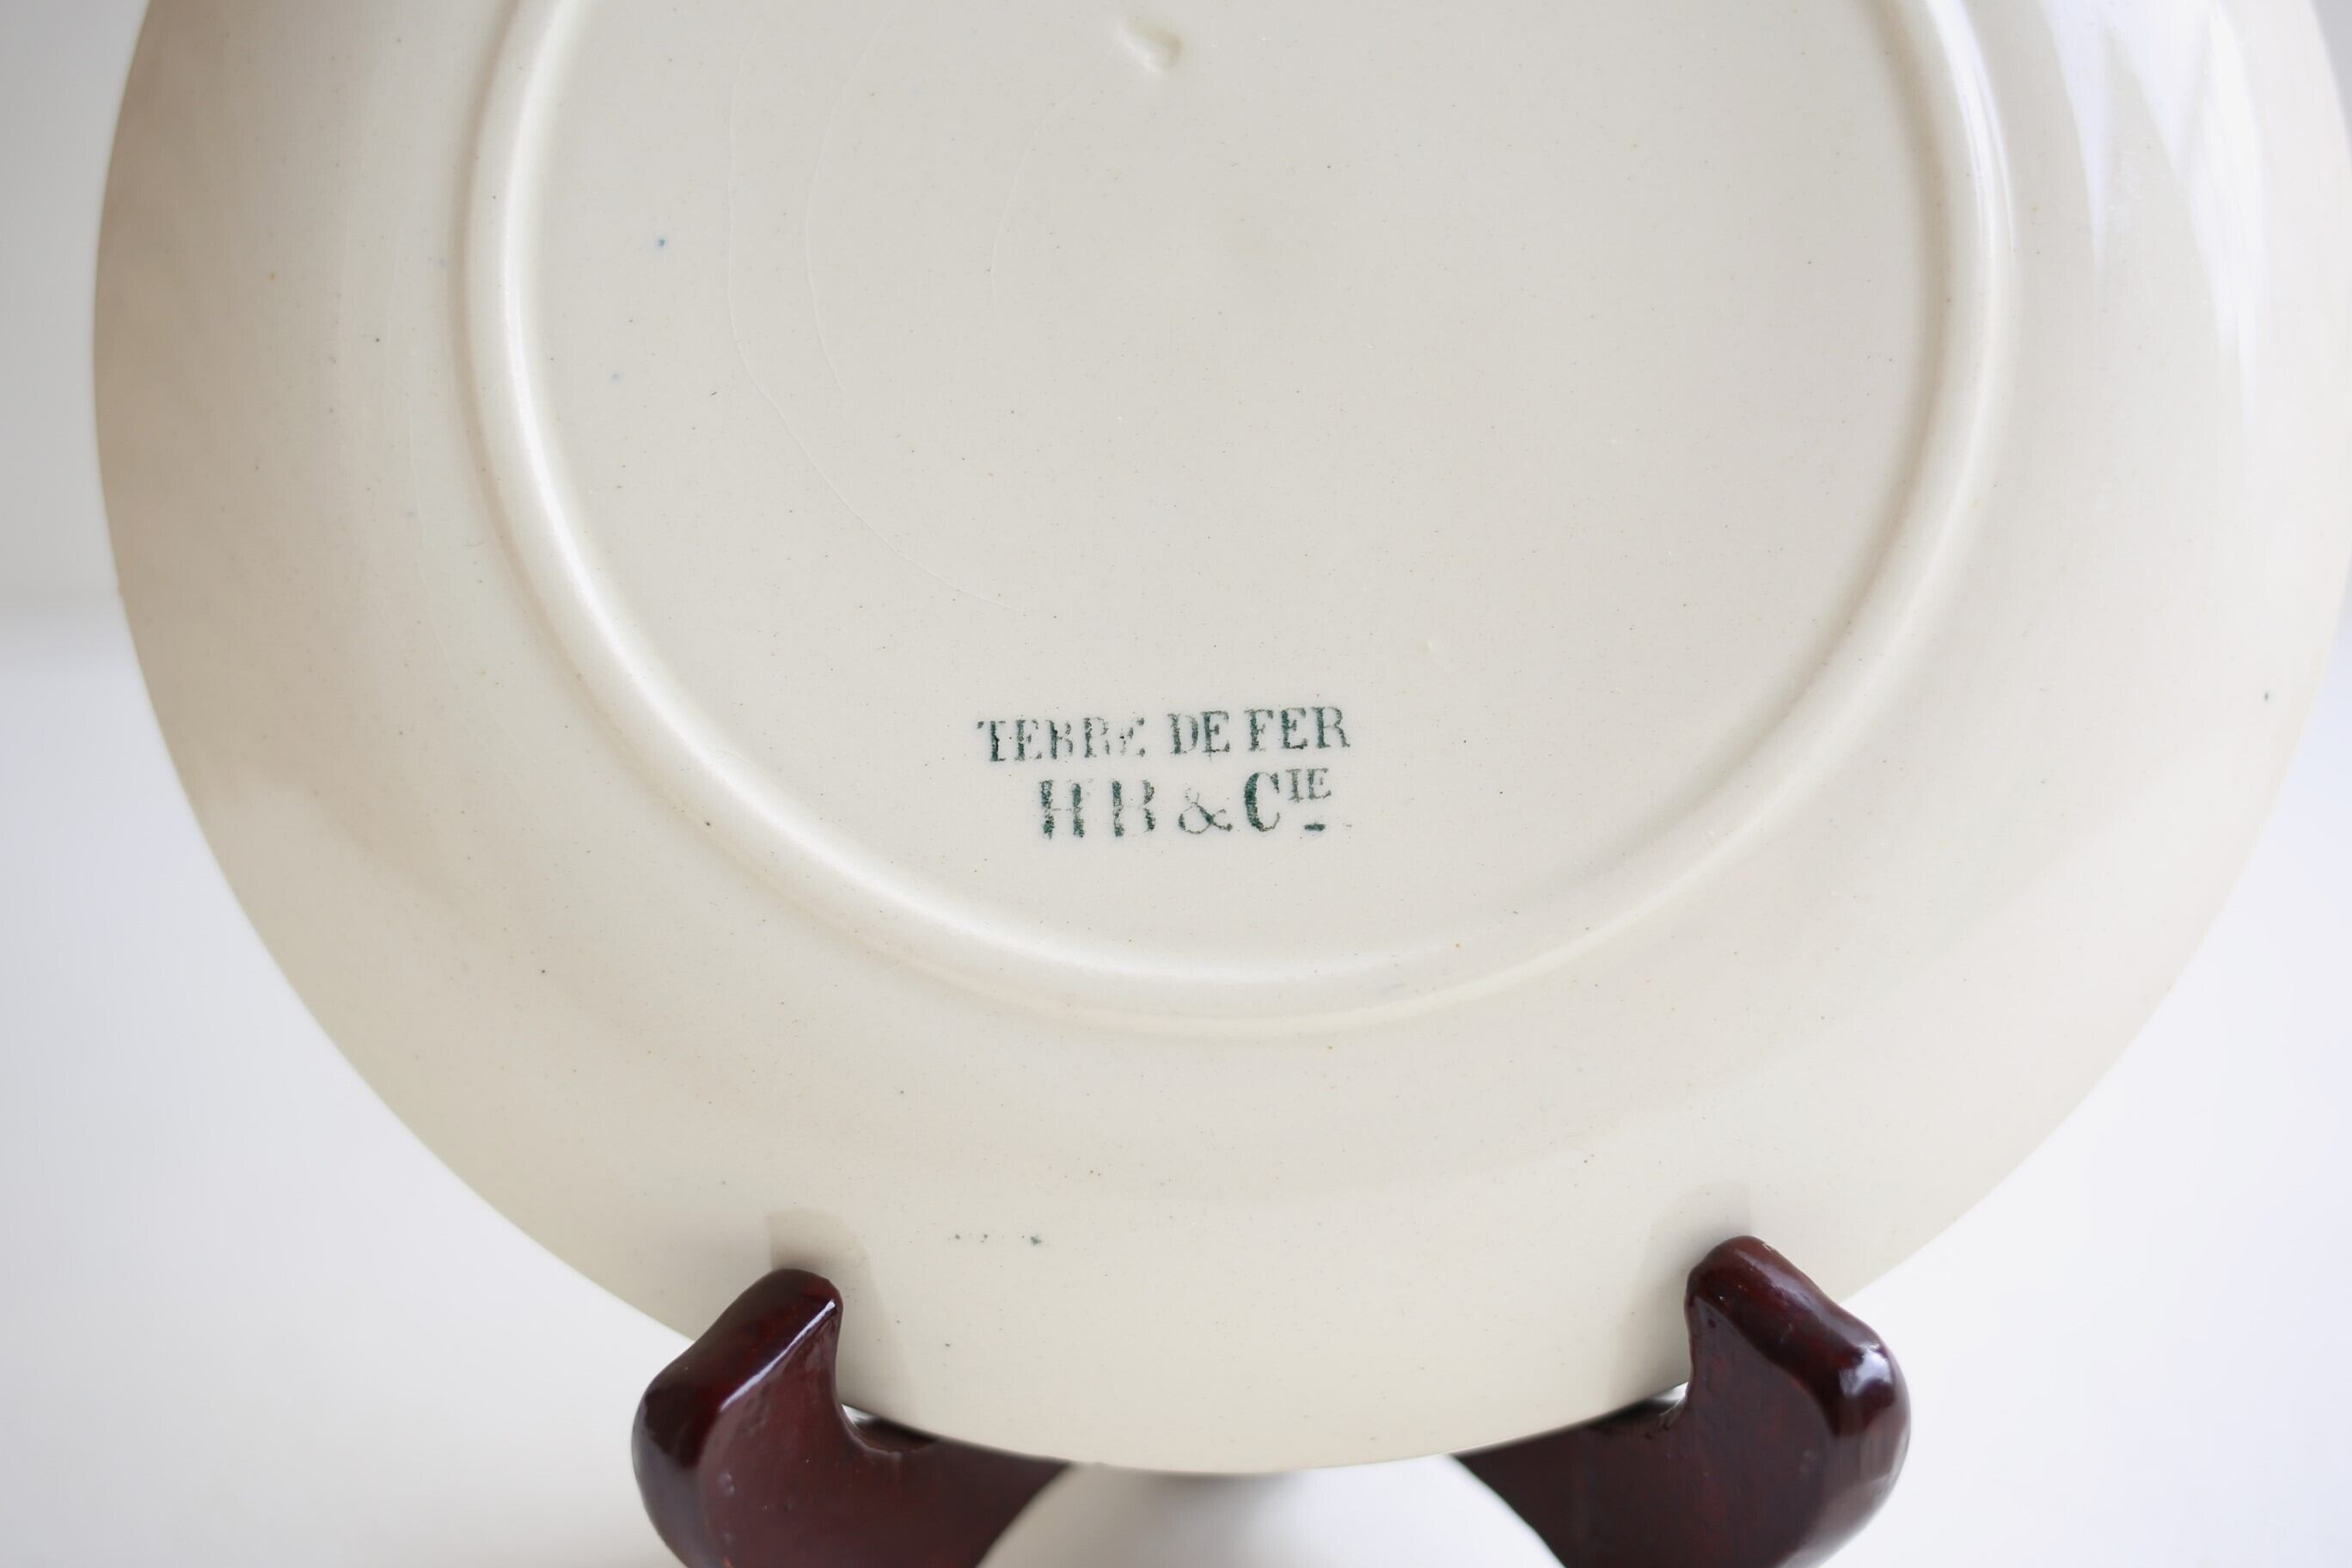 TERRE DE FER
HB & CIE